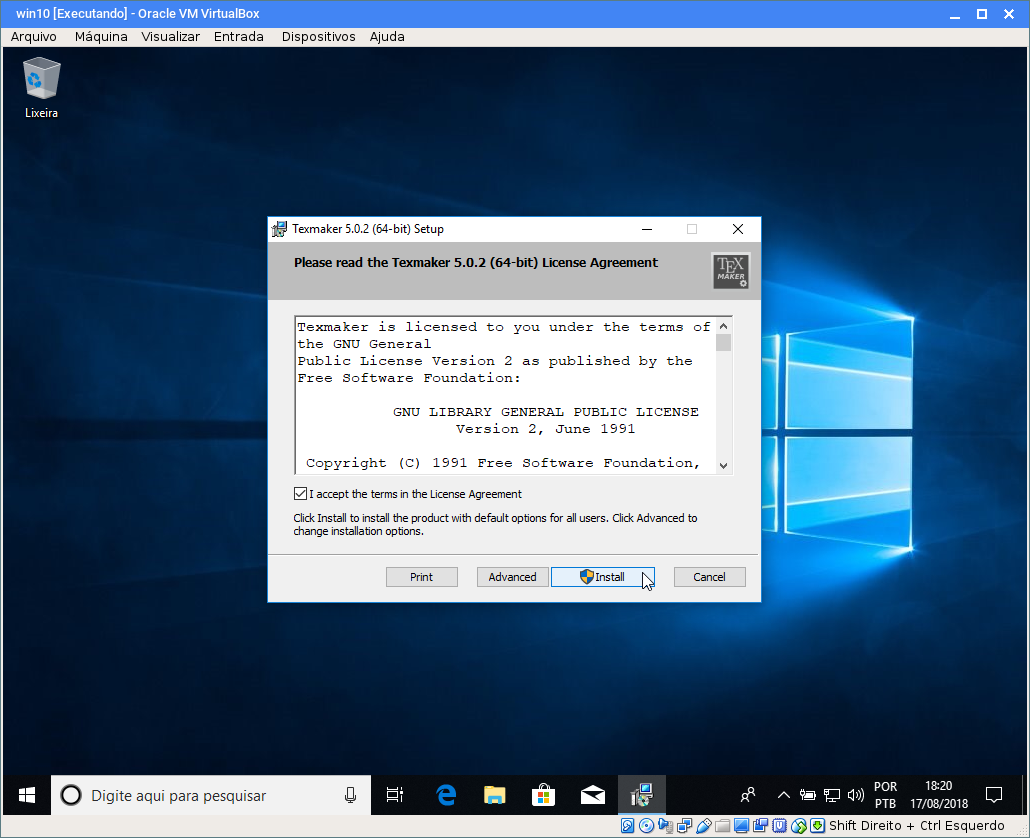 win10 [Executando] - Oracle VM VirtualBox
Arquivo Máquina Visualizar Entrada Dispositivos Ajuda
Lixeira
Texmaker 5.0.2 (64-bit) Setup
Please read the Texmaker 5.0.2 (64-bit) License Agreement
TEX
MAKER
Texmaker is licensed to you under the terms of
the GNU General
Public License Version 2 as published by the
Free Software Foundation:
GNU LIBRARY GENERAL PUBLIC LICENSE
Version 2, June 1991
Copyright (C) 1991 Free Software Foundation,
I accept the terms in the License Agreement
Click Install to install the product with default options for all users. Click Advanced to
change installation options.
Print Advanced Install Cancel
Digite aqui para pesquisar
POR
PTB
18:20
17/08/2018
Shift Direito + Ctrl Esquerdo